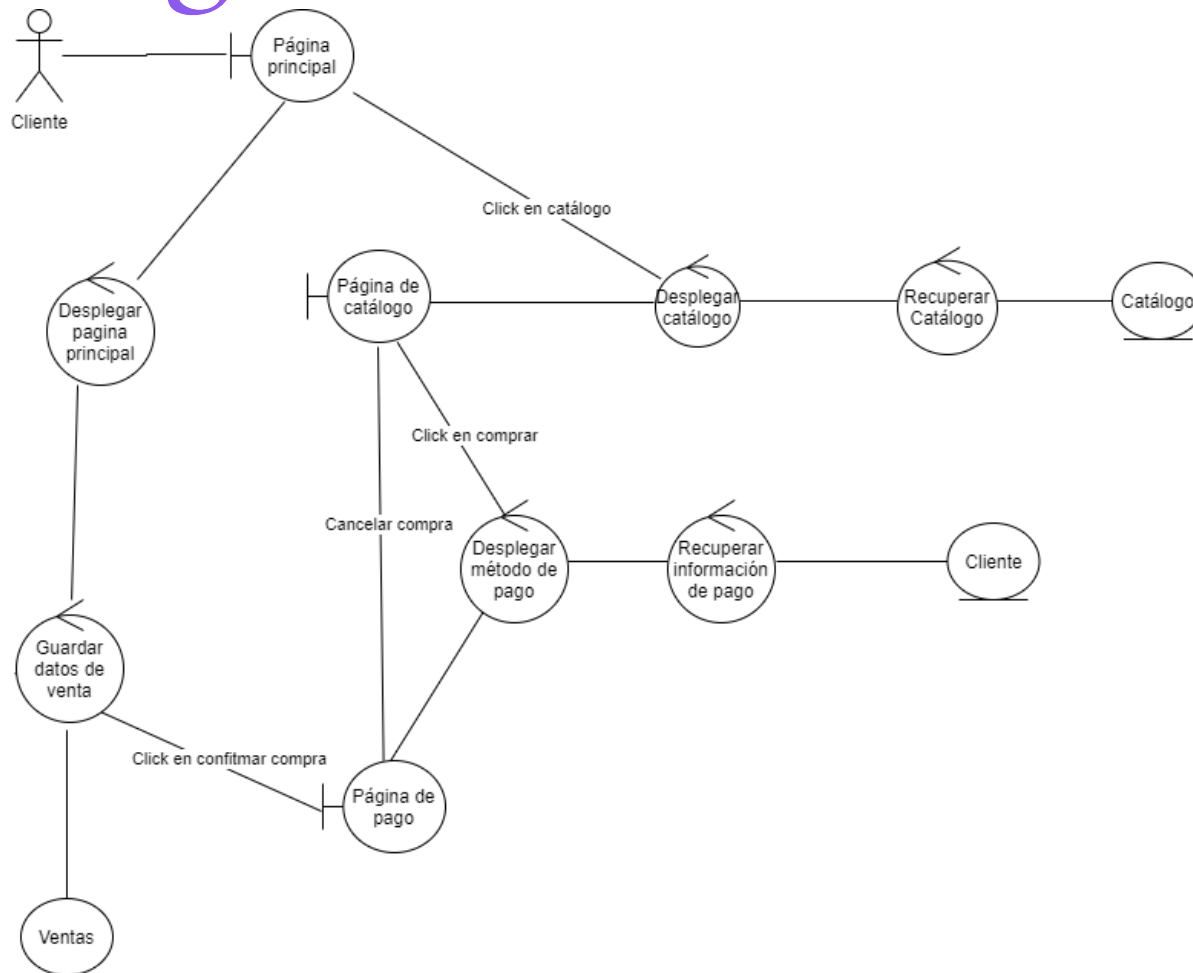 Página
principal
Cliente
Click en catálogo
Página de
catálogo
Desplegar
catálogo
Recuperar
Catálogo
Catálogo
Desplegar
pagina
principal
Click en comprar
Cancelar compra
Desplegar
método de
pago
Recuperar
información
de pago
Cliente
Guardar
datos de
venta
Click en confitmar compra
Página de
pago
Ventas